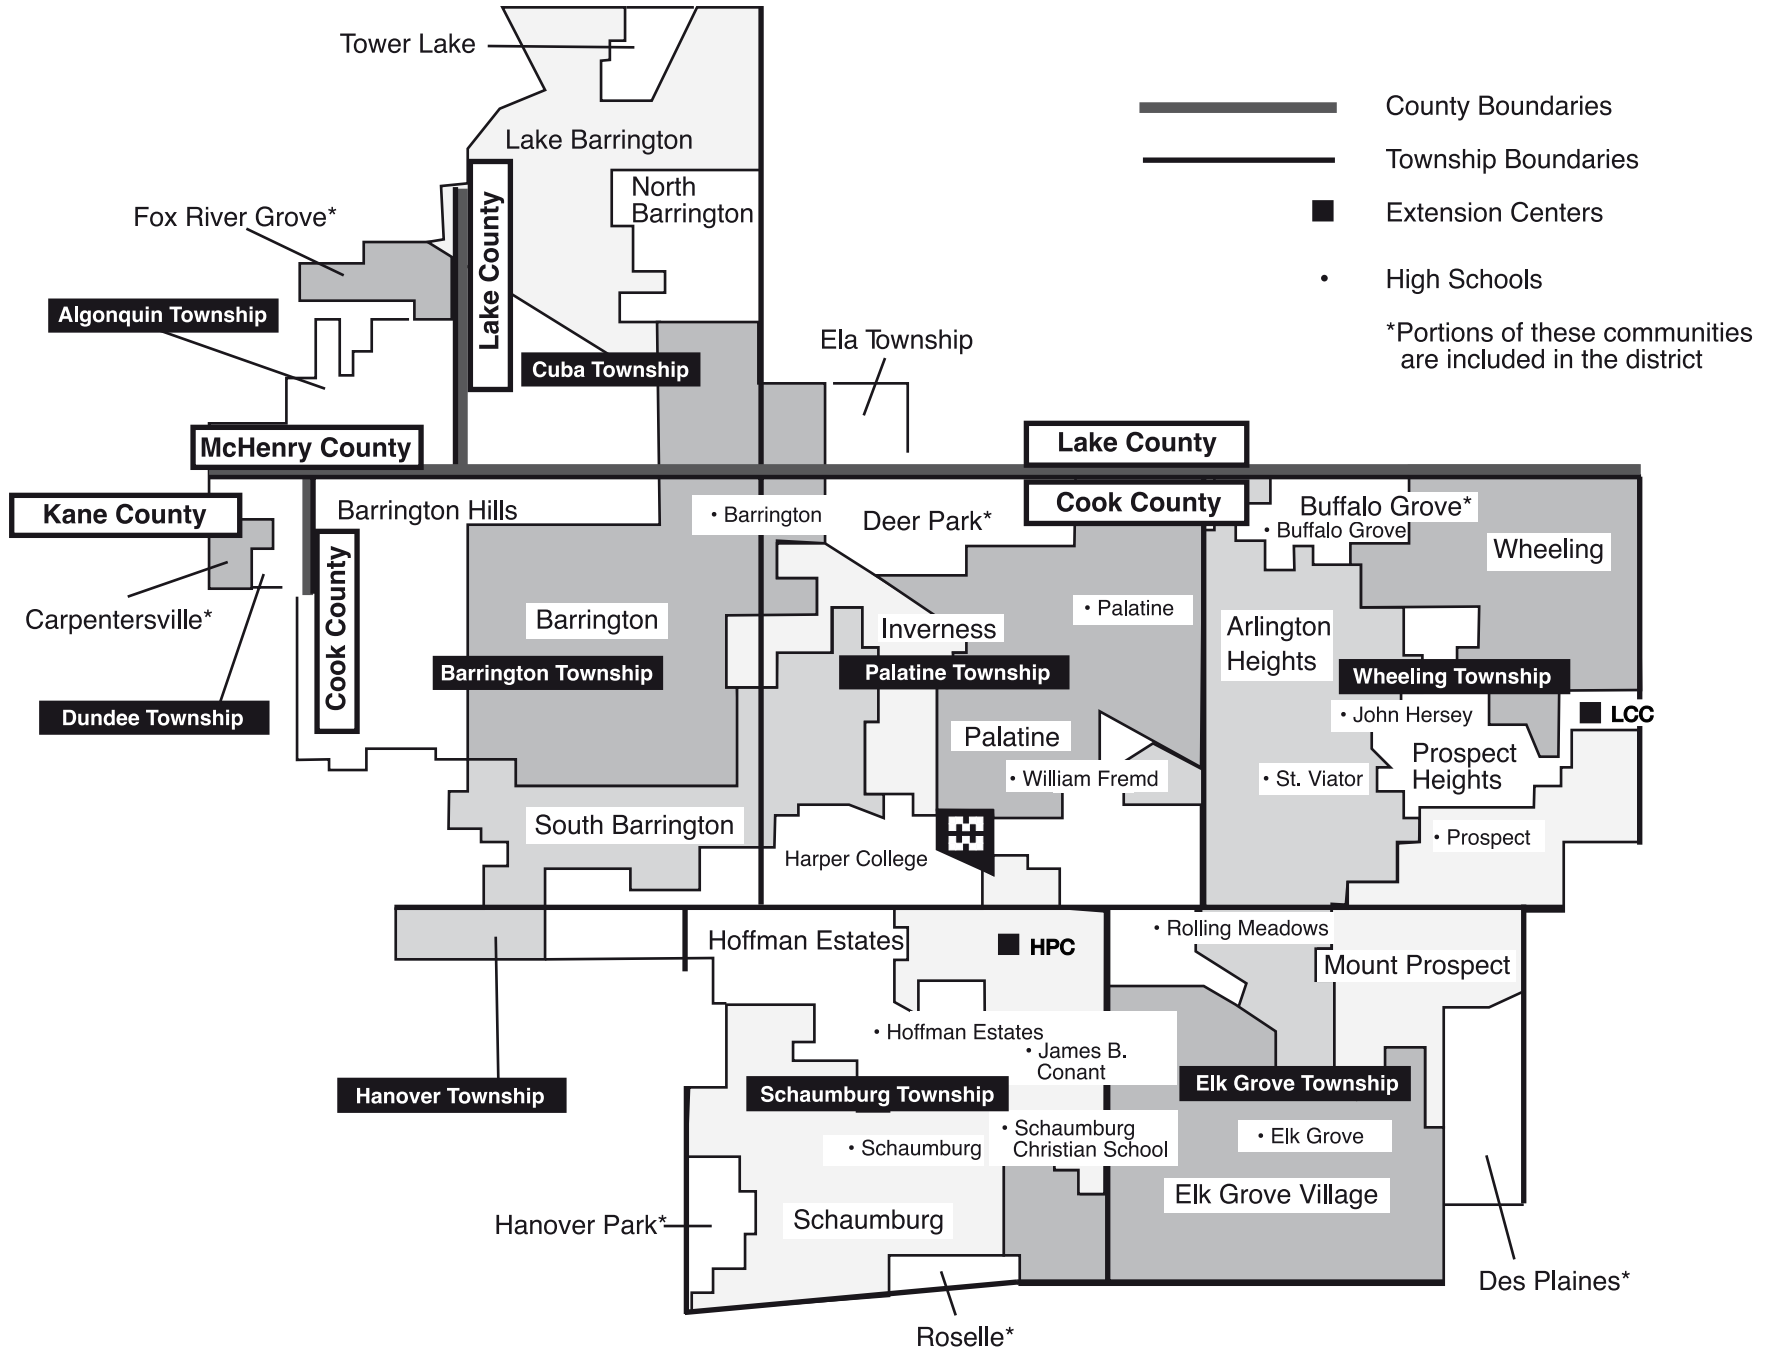 Tower Lake
County Boundaries
Lake Barrington
Township Boundaries
North
Barrington
Extension Centers
Fox River Grove*
Lake County
High Schools
Algonquin Township
*Portions of these communities
are included in the district
Ela Township
Cuba Township
McHenry County
Lake County
Kane County
Cook County
Barrington Hills
• Barrington
Deer Park*
Buffalo Grove*
• Buffalo Grove
Wheeling
Carpentersville*
Cook County
Barrington
Inverness
• Palatine
Arlington
Heights
Barrington Township
Palatine Township
Wheeling Township
Dundee Township
• John Hersey
LCC
Palatine
Prospect
Heights
• William Fremd
• St. Viator
South Barrington
• Prospect
Harper College
Hoffman Estates
HPC
• Rolling Meadows
Mount Prospect
• Hoffman Estates
• James B.
Conant
Hanover Township
Schaumburg Township
Elk Grove Township
• Schaumburg
• Schaumburg
Christian School
• Elk Grove
Elk Grove Village
Hanover Park*
Schaumburg
Des Plaines*
Roselle*